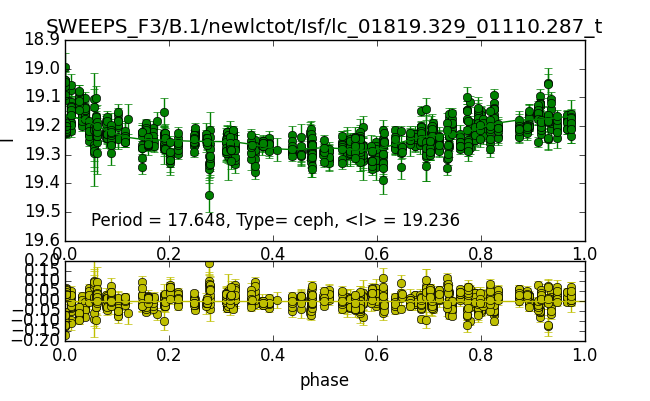 SWEEPS_F3/B.1/newlctot/Isf/lc_01819.329_01110.287_t
18.9
19.0
19.1
19.2
19.3
19.4
19.5
19.6
I
Period = 17.648, Type= ceph, <I> = 19.236
0.0 0.2 0.4 0.6 0.8 1.0
0.20
0.15
0.10
0.05
0.00
−0.05
−0.10
−0.15
−0.20
0.0 0.2 0.4 0.6 0.8 1.0
phase